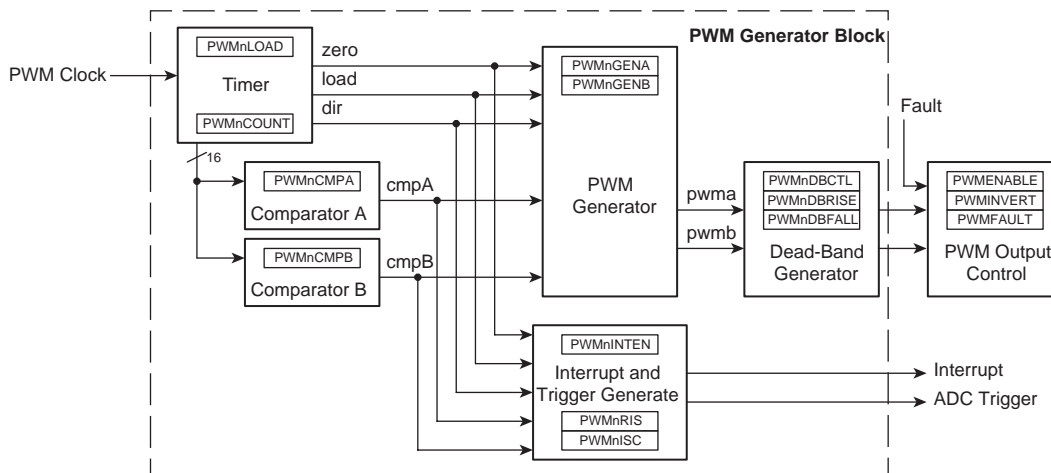 PWM Generator Block
PWM Clock
PWMnLOAD
Timer
PWMnCOUNT
zero
load
dir
16
PWMnCMPA
Comparator A
cmpA
PWMnCMPB
Comparator B
cmpB
PWMnGENA
PWMnGENB
PWM
Generator
pwma
pwmb
PWMnDBCTL
PWMnDBRISE
PWMnDBFALL
Dead-Band
Generator
Fault
PWMENABLE
PWMINVERT
PWMFAULT
PWM Output
Control
PWMnINTEN
Interrupt and
Trigger Generate
PWMnRIS
PWMnISC
Interrupt
ADC Trigger